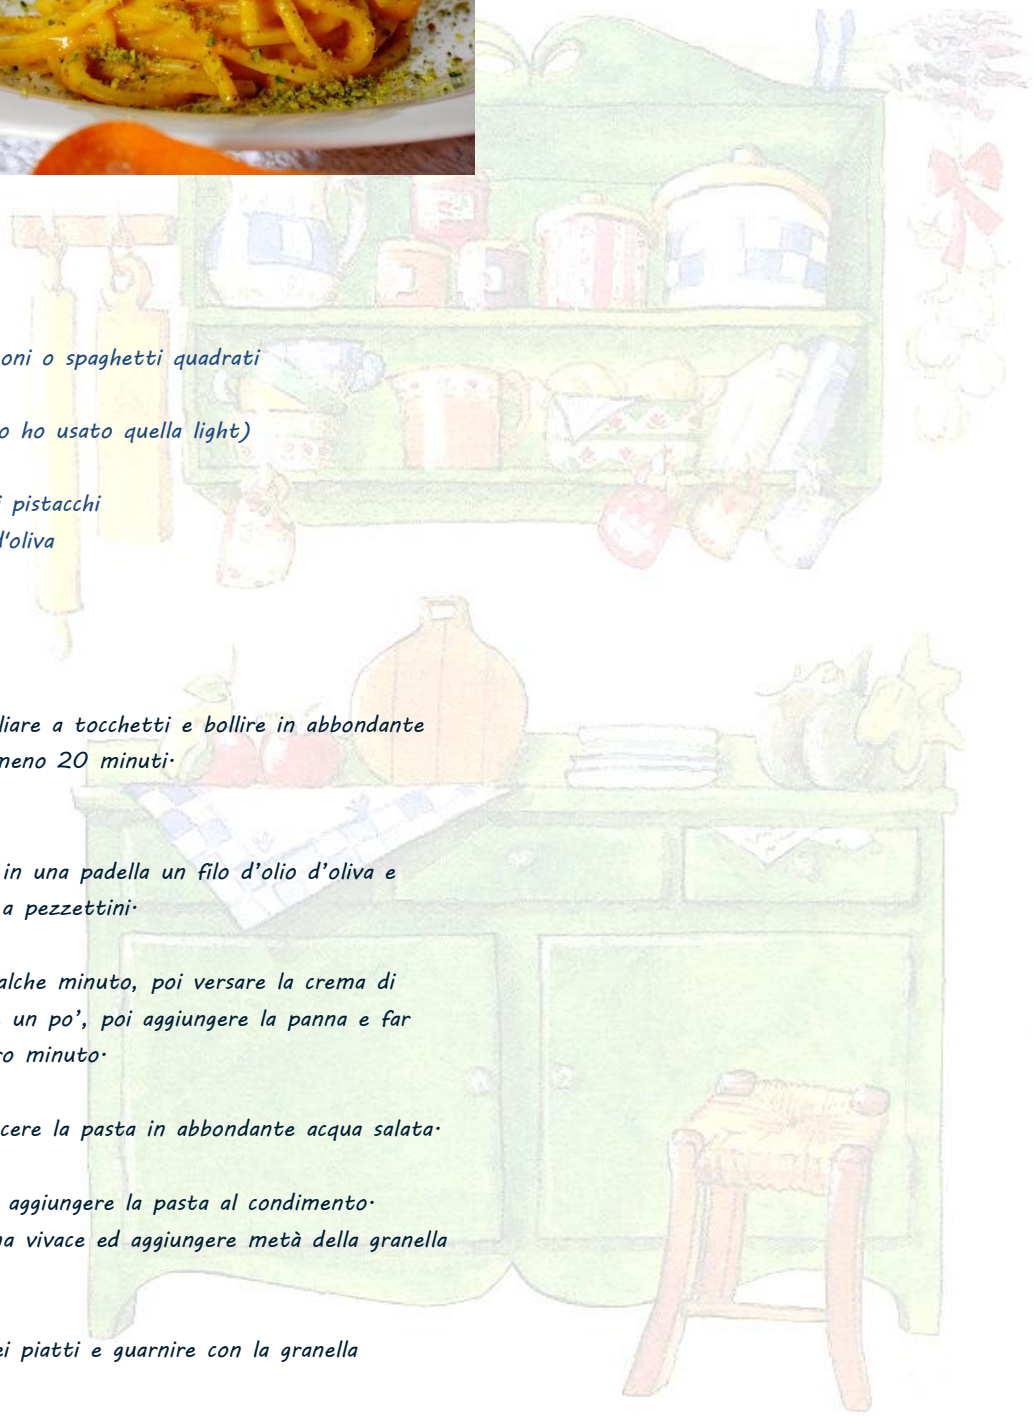 oni o spaghetti quadrati
o ho usato quella light)
i pistacchi
d'oliva
liare a tocchetti e bollire in abbondante
meno 20 minuti.
in una padella un filo d’olio d’oliva e
a pezzettini.
alche minuto, poi versare la crema di
un po’, poi aggiungere la panna e far
ro minuto.
cere la pasta in abbondante acqua salata.
aggiungere la pasta al condimento.
na vivace ed aggiungere metà della granella
ei piatti e guarnire con la granella